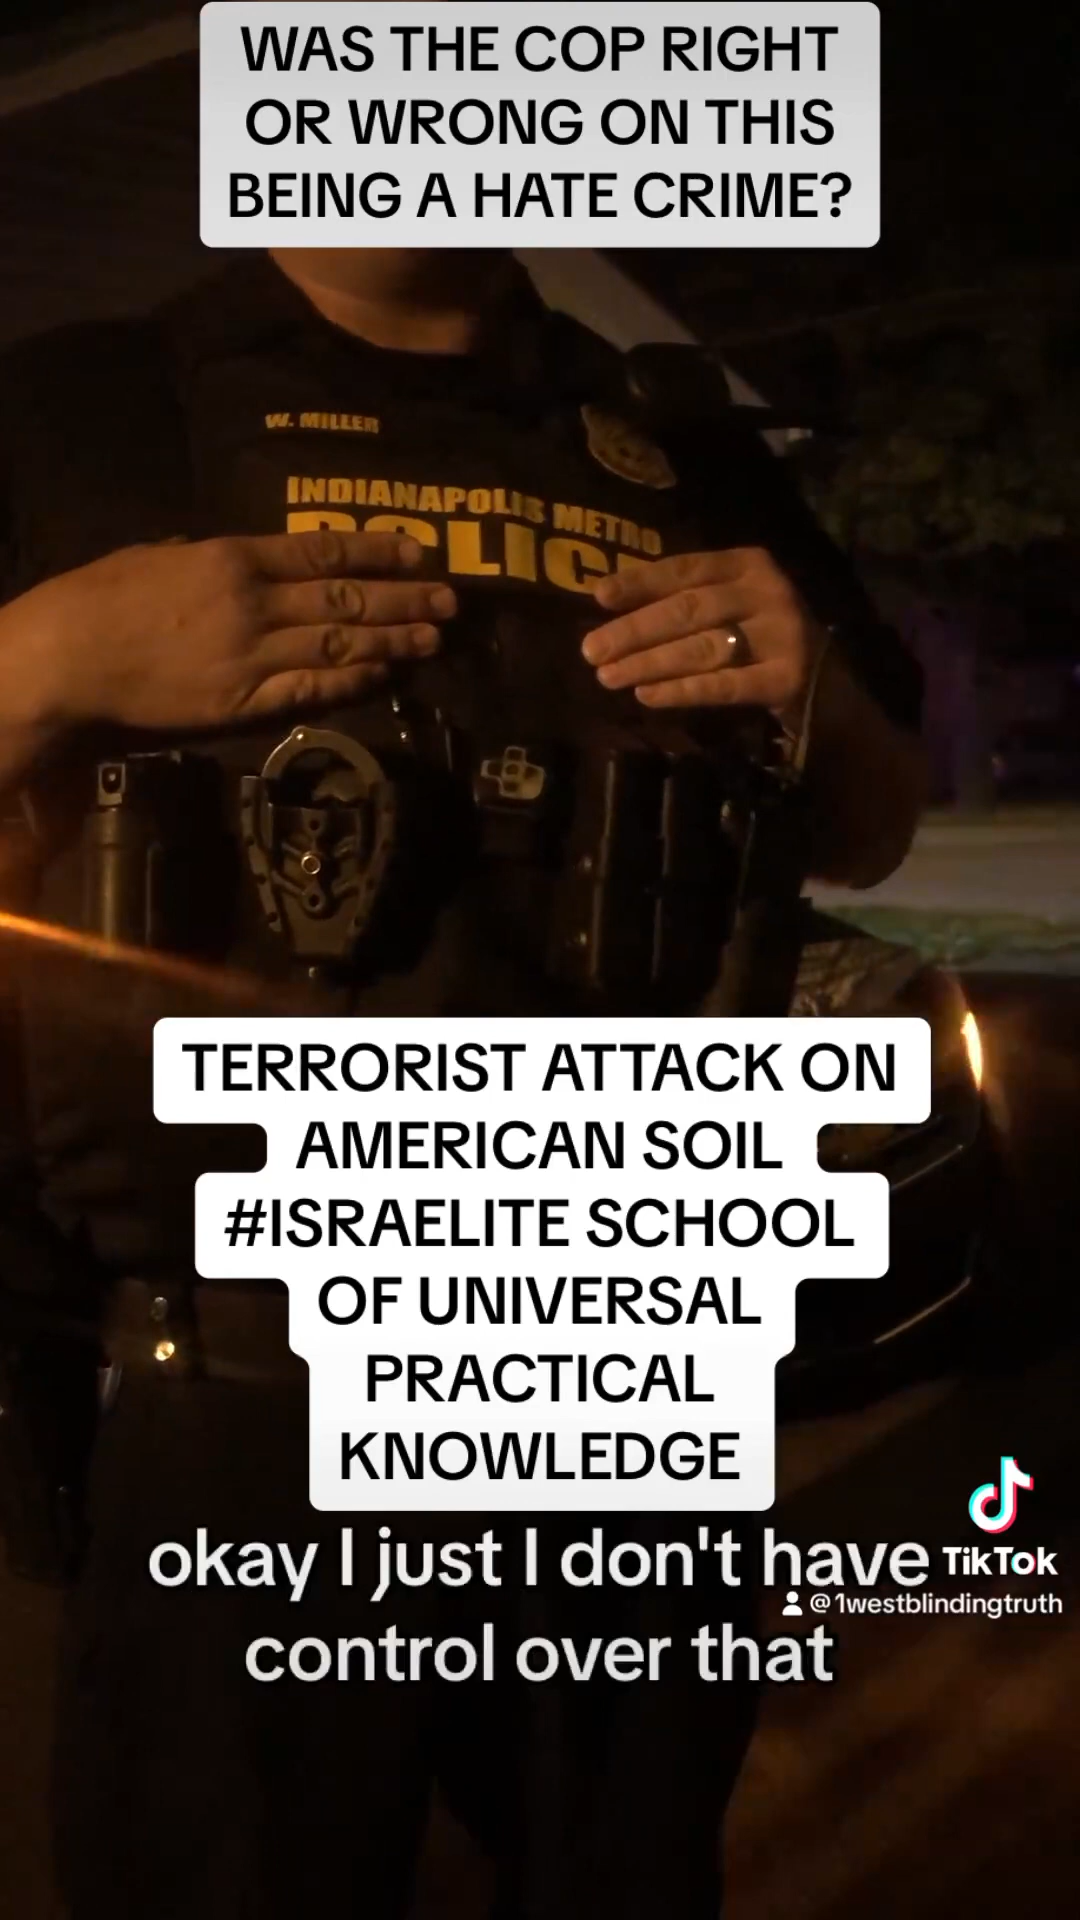 WAS THE COP RIGHT
OR WRONG ON THIS
BEING A HATE CRIME?
W. MILLER
INDIANAPOLIS METRO
POLICE
TERRORIST ATTACK ON
AMERICAN SOIL
#ISRAELITE SCHOOL
OF UNIVERSAL
PRACTICAL
KNOWLEDGE
okay I just I don't have
control over that
TikTok
@1westblindingtruth